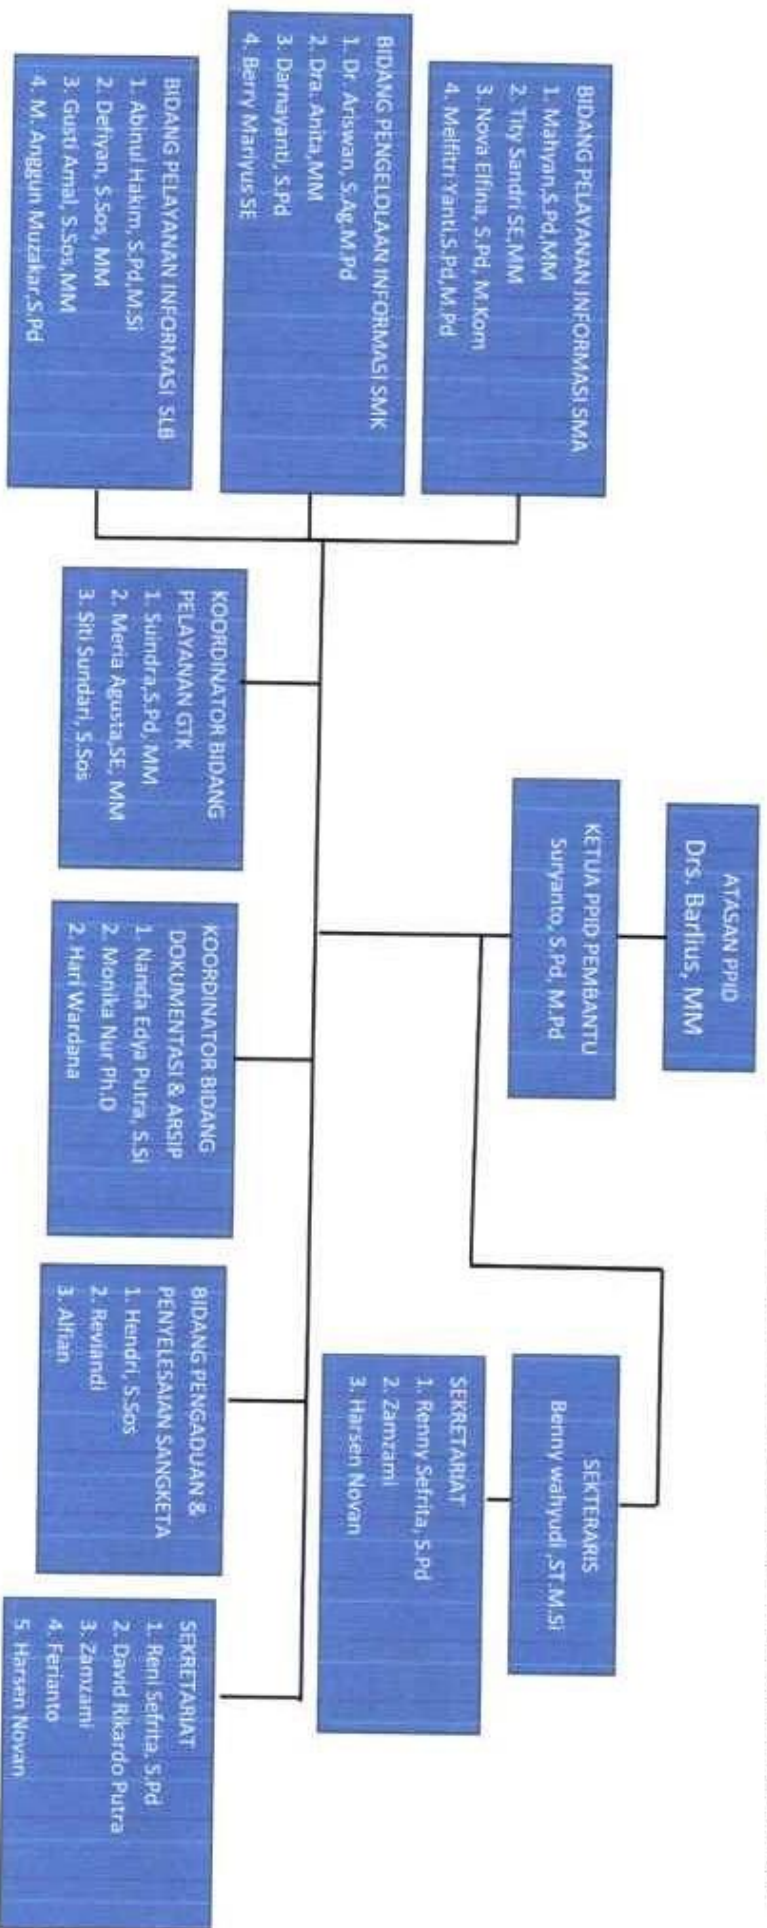 ATASAN PPID
Drs. Barlius, MM
KETUA PPID PEMBANTU
Suryanto, S.Pd, M.Pd
SEKTERARIS
Benny wahyudi ,ST.M.Si
SEKRETARIAT
1. Renny Sefrita, S.Pd
2. Zamzami
3. Harsen Novan
BIDANG PELAYANAN INFORMASI SMA
1. Mahyan,S.Pd,MM
2. Tity Sandri SE,MM
3. Nova Elfina, S.Pd, M.Kom
4. Melfitri Yanti,S.Pd,M.Pd
BIDANG PENGELOLAAN INFORMASI SMK
1. Dr. Ariswan, S.Ag,M.Pd
2. Dra. Anita,MM
3. Darnayanti, S.Pd
4. Berry Mariyus SE
BIDANG PELAYANAN INFORMASI SLB
1. Abinul Hakim, S.Pd,M.Si
2. Defiyan, S.Sos, MM
3. Gusti Amal, S.Sos,MM
4. M. Anggun Muzakar,S.Pd
KOORDINATOR BIDANG
PELAYANAN GTK
1. Suindra,S.Pd, MM
2. Meria Agusta,SE, MM
3. Siti Sundari, S.Sos
KOORDINATOR BIDANG
DOKUMENTASI & ARSIP
1. Nanda Edya Putra, S.Si
2. Monika Nur Ph.D
2. Hari Wardana
BIDANG PENGADUAN &
PENYELESAIAN SANGKETA
1. Hendri, S.Sos
2. Reviandi
3. Alfian
SEKRETARIAT
1. Reni Sefrita, S.Pd
2. David Rikardo Putra
3. Zamzami
4. Ferianto
5. Harsen Novan